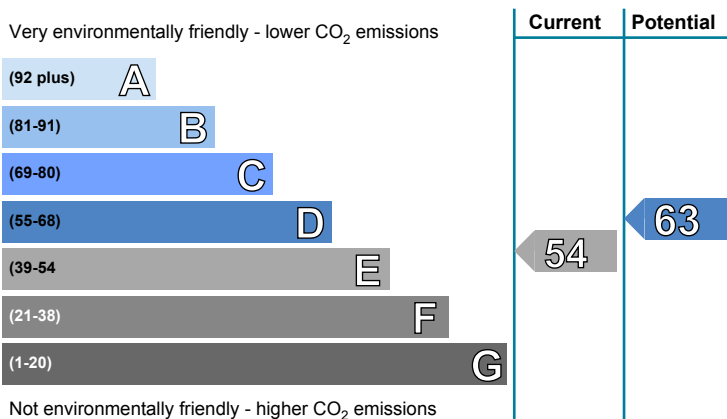 Current Potential
Very environmentally friendly - lower CO₂ emissions
(92 plus) A
(81-91) B
(69-80) C
(55-68) D
63
(39-54 E
54
(21-38) F
(1-20) G
Not environmentally friendly - higher CO₂ emissions